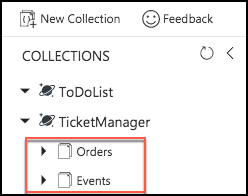 New Collection Feedback
COLLECTIONS
ToDoList
TicketManager
Orders
Events